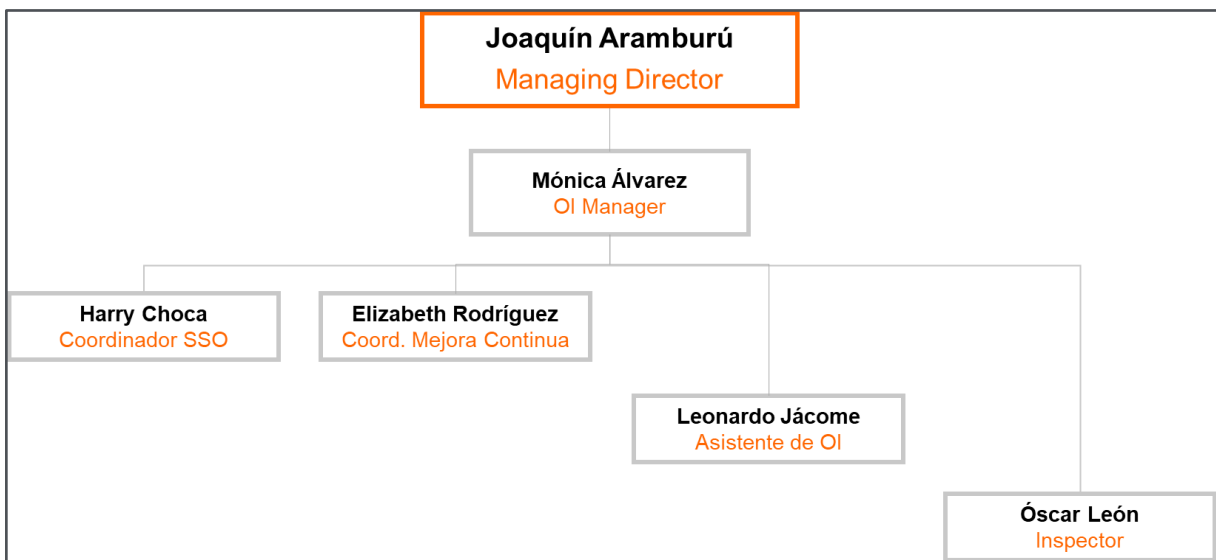 Joaquín Aramburú
Managing Director
Mónica Álvarez
OI Manager
Harry Choca
Coordinador SSO
Elizabeth Rodríguez
Coord. Mejora Continua
Leonardo Jácome
Asistente de OI
Óscar León
Inspector